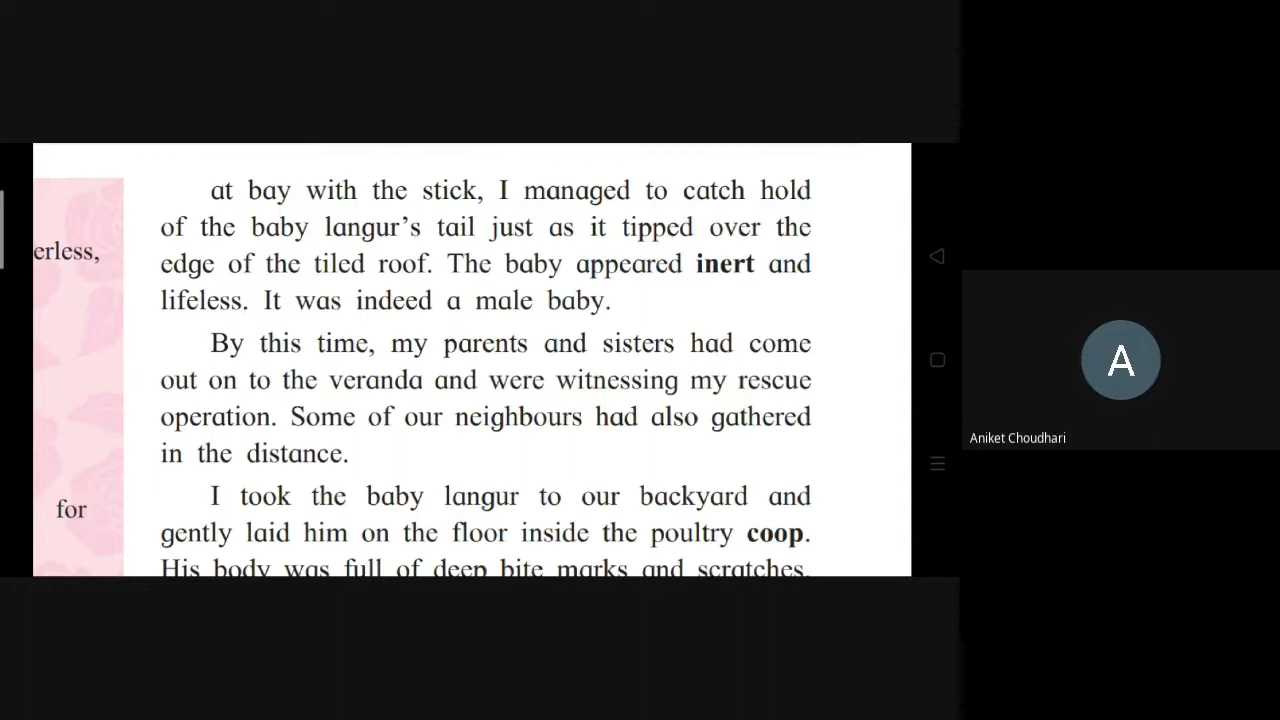 at bay with the stick, I managed to catch hold
of the baby langur's tail just as it tipped over the
edge of the tiled roof. The baby appeared inert and
lifeless. It was indeed a male baby.
By this time, my parents and sisters had come
out on to the veranda and were witnessing my rescue
operation. Some of our neighbours had also gathered
in the distance.
I took the baby langur to our backyard and
gently laid him on the floor inside the poultry coop.
His body was full of deep bite marks and scratches.
erless,
for
A
Aniket Choudhari